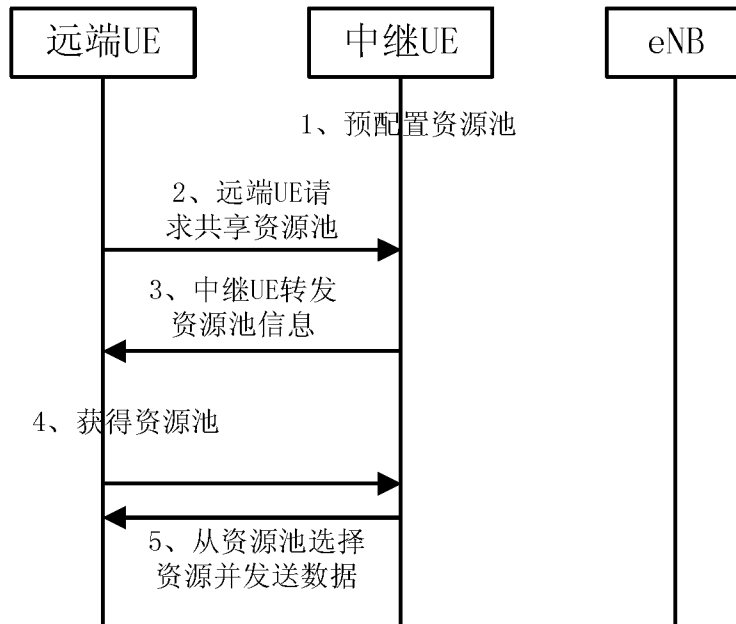 远端UE
中继UE
eNB
1、预配置资源池
2、远端UE请
求共享资源池
3、中继UE转发
资源池信息
4、获得资源池
5、从资源池选择
资源并发送数据